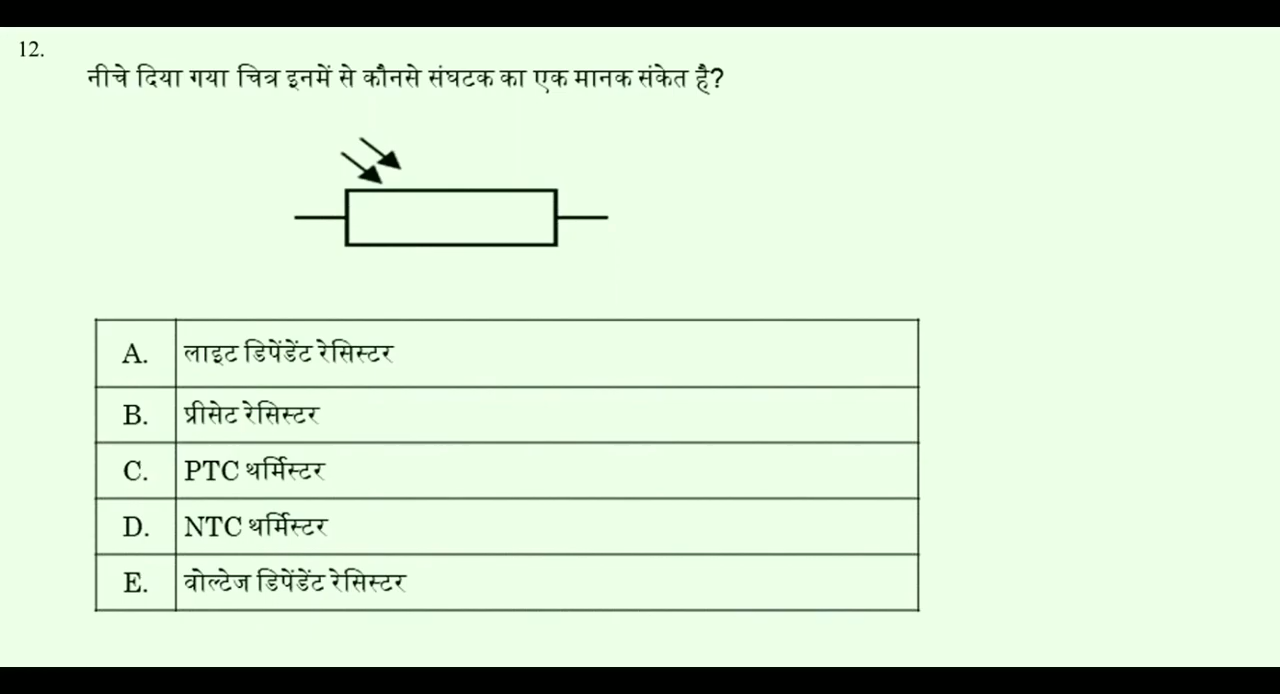 12.
नीचे दिया गया चित्र इनमें से कौनसे संघटक का एक मानक संकेत है?
A. लाइट डिपेंडेंट रेसिस्टर
B. प्रीसेट रेसिस्टर
C. PTC थर्मिस्टर
D. NTC थर्मिस्टर
E. वोल्टेज डिपेंडेंट रेसिस्टर